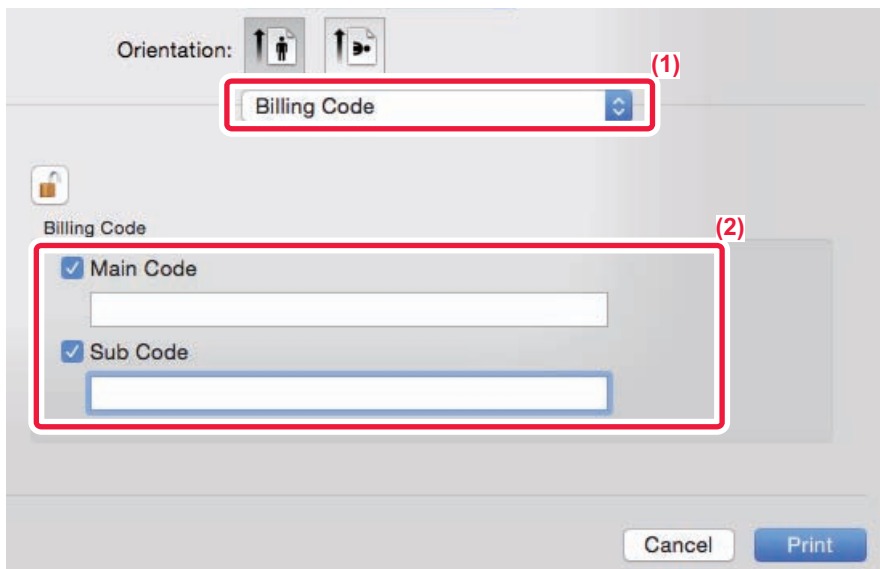 Orientation:
(1)
Billing Code
Billing Code
(2)
Main Code
Sub Code
Cancel
Print